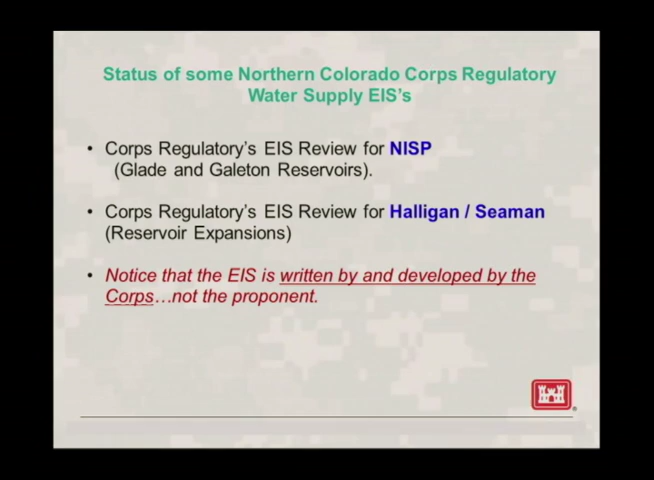 Status of some Northern Colorado Corps Regulatory
Water Supply EIS's
• Corps Regulatory's EIS Review for NISP
(Glade and Galeton Reservoirs).
• Corps Regulatory's EIS Review for Halligan / Seaman
(Reservoir Expansions)
• Notice that the EIS is written by and developed by the
Corps…not the proponent.
®